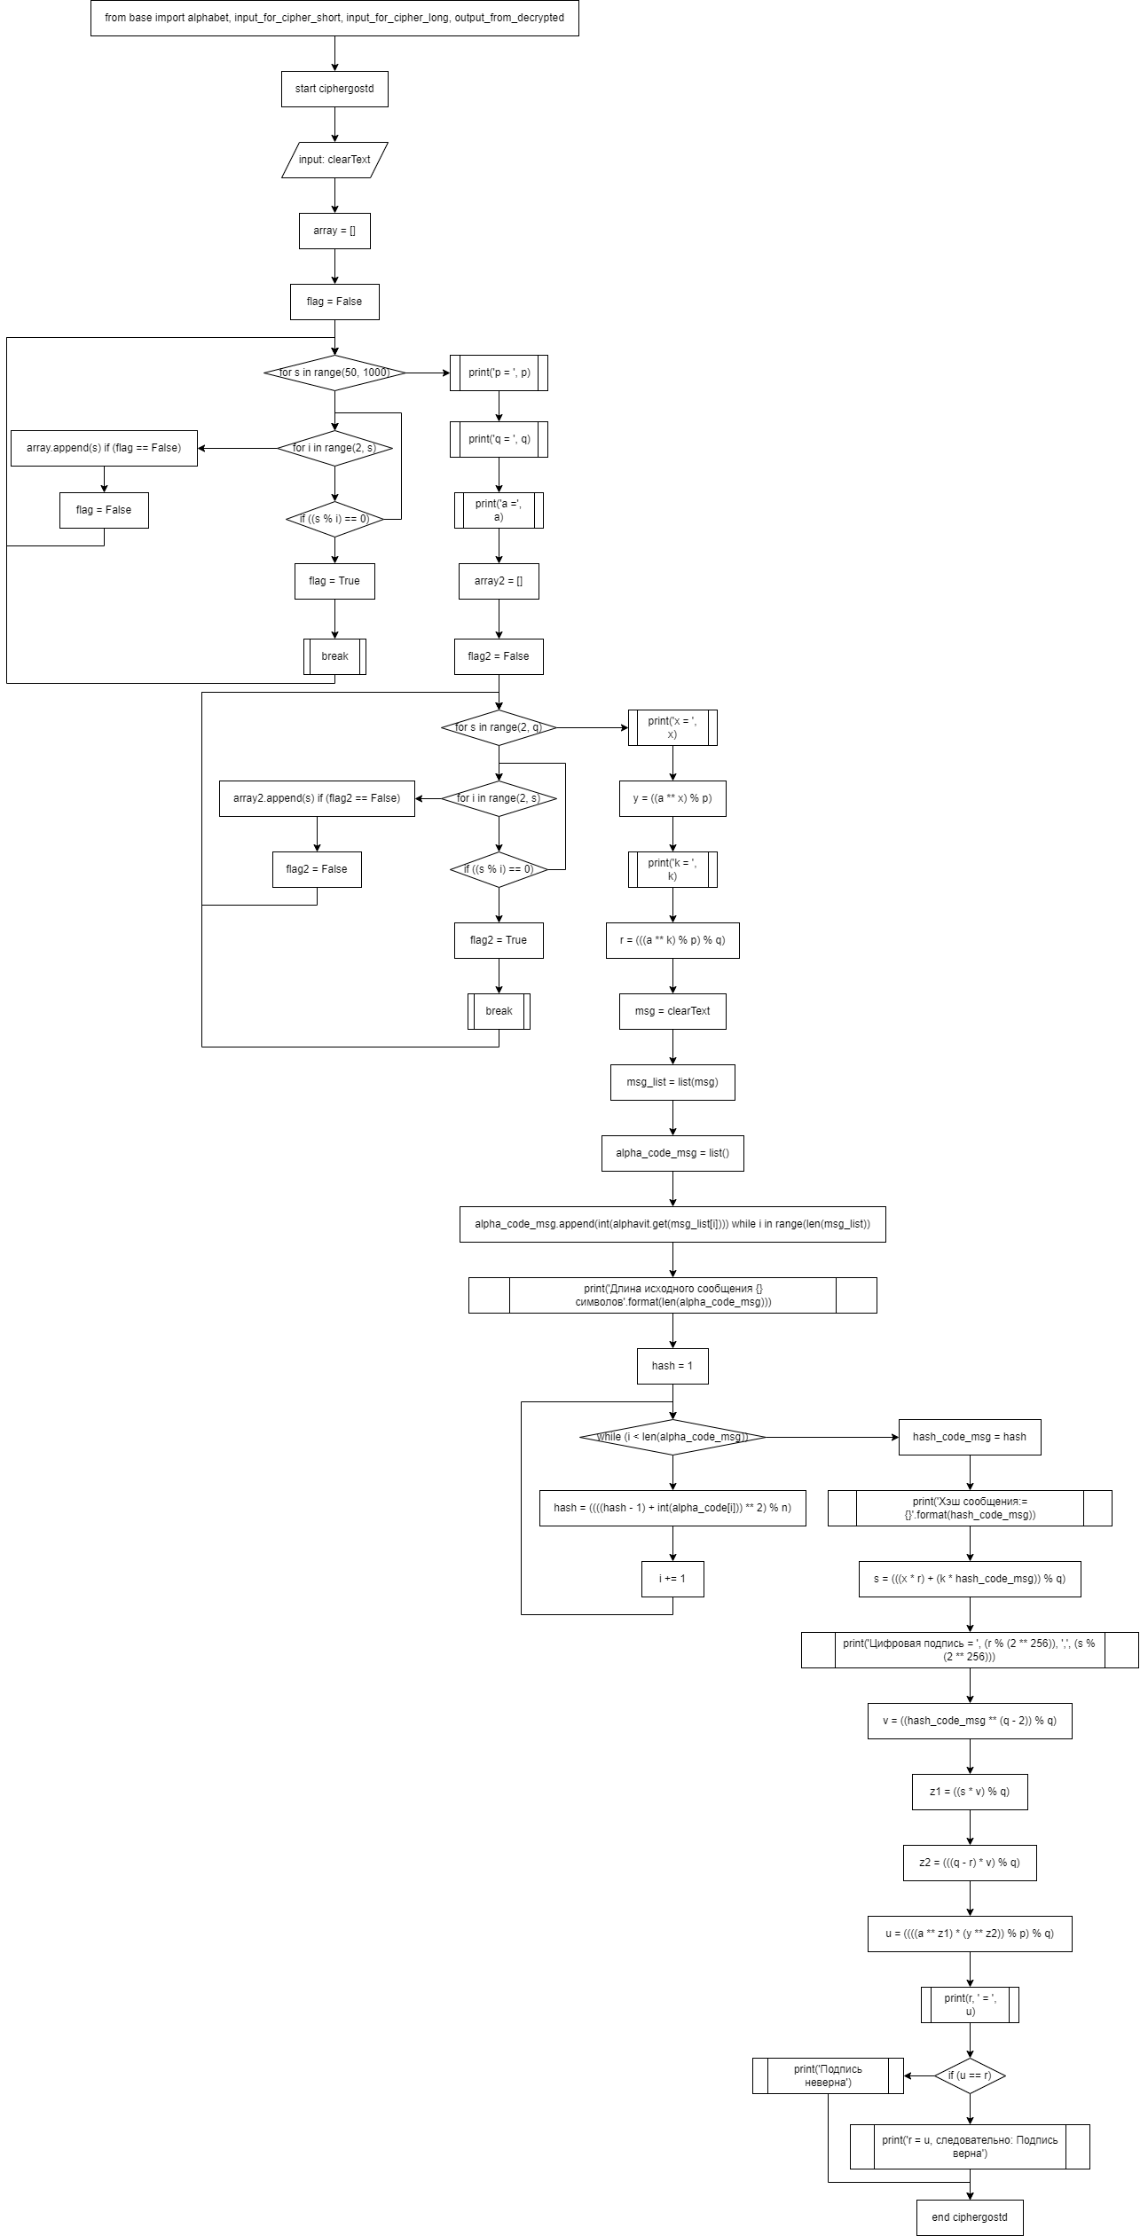 from base import alphabet, input_for_cipher_short, input_for_cipher_long, output_from_decrypted
start ciphergostd
input: clearText
array = []
flag = False
for s in range(50, 1000)
for i in range(2, s)
array.append(s) if (flag == False)
flag = False
if ((s % i) == 0)
flag = True
break
print('p = ', p)
print('q = ', q)
print('a =',
a)
array2 = []
flag2 = False
for s in range(2, q)
for i in range(2, s)
array2.append(s) if (flag2 == False)
flag2 = False
if ((s % i) == 0)
flag2 = True
break
print('x = ',
x)
y = ((a ** x) % p)
print('k = ',
k)
r = (((a ** k) % p) % q)
msg = clearText
msg_list = list(msg)
alpha_code_msg = list()
alpha_code_msg.append(int(alphavit.get(msg_list[i]))) while i in range(len(msg_list))
print('Длина исходного сообщения {}
символов'.format(len(alpha_code_msg)))
hash = 1
while (i < len(alpha_code_msg))
hash = ((((hash - 1) + int(alpha_code[i])) ** 2) % n)
i += 1
hash_code_msg = hash
print('Хэш сообщения:=
{}'.format(hash_code_msg))
s = (((x * r) + (k * hash_code_msg)) % q)
print('Цифровая подпись = ', (r % (2 ** 256)), ',', (s %
(2 ** 256)))
v = ((hash_code_msg ** (q - 2)) % q)
z1 = ((s * v) % q)
z2 = (((q - r) * v) % q)
u = ((((a ** z1) * (y ** z2)) % p) % q)
print(r, ' = ',
u)
if (u == r)
print('Подпись
неверна')
print('r = u, следовательно: Подпись
верна')
end ciphergostd